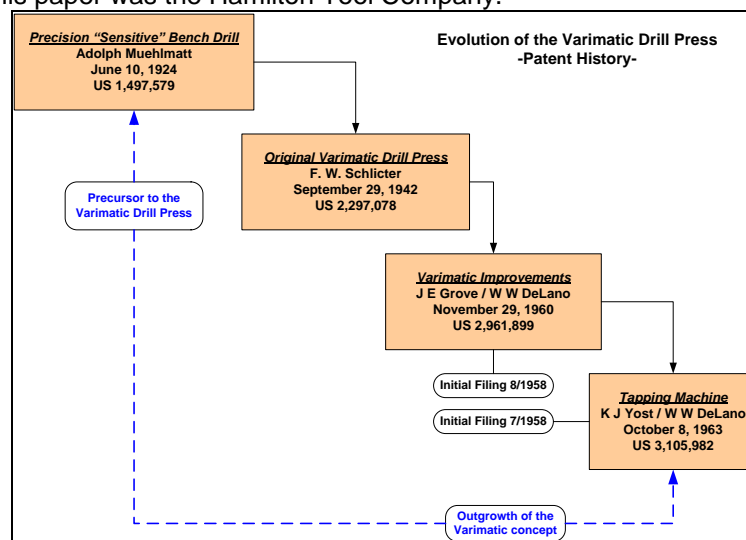 his paper was the Hamilton Tool Company.
Precision “Sensitive” Bench Drill
Adolph Muehlmatt
June 10, 1924
US 1,497,579
Evolution of the Varimatic Drill Press
-Patent History-
Original Varimatic Drill Press
F. W. Schlicter
September 29, 1942
US 2,297,078
Precursor to the
Varimatic Drill Press
Varimatic Improvements
J E Grove / W W DeLano
November 29, 1960
US 2,961,899
Initial Filing 8/1958
Initial Filing 7/1958
Tapping Machine
K J Yost / W W DeLano
October 8, 1963
US 3,105,982
Outgrowth of the
Varimatic concept